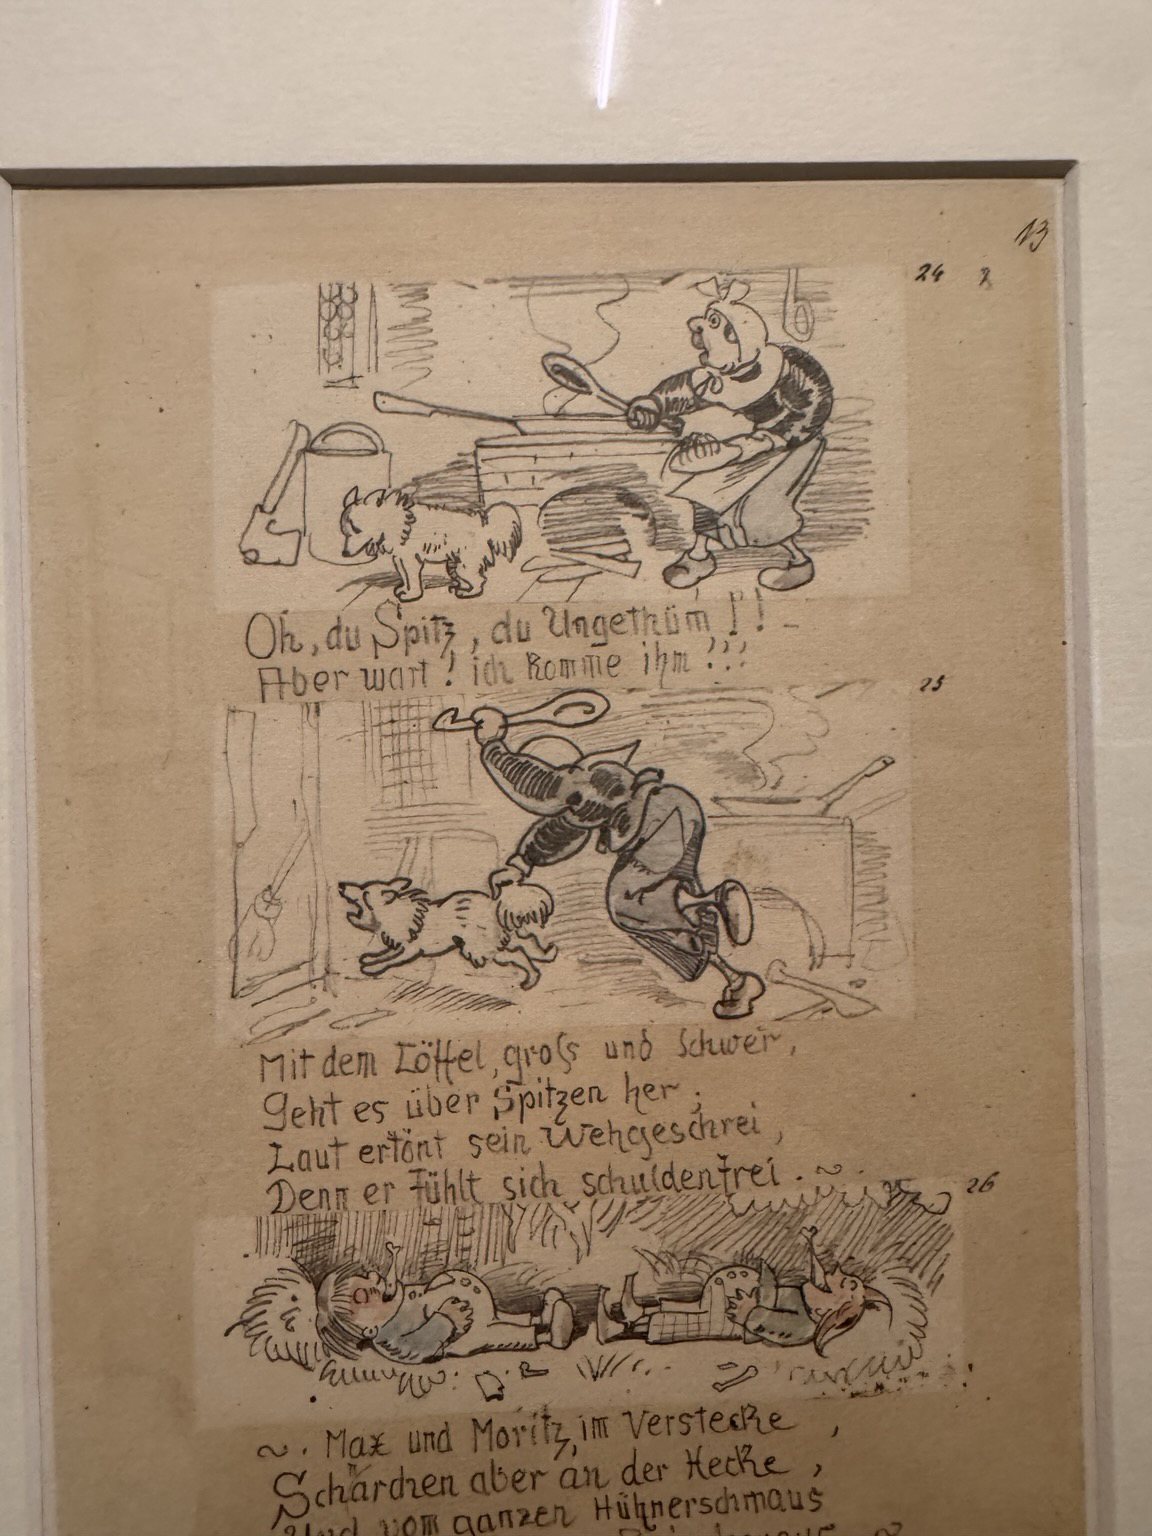 13
24
Oh, du Spitz, du Ungethüm!!
Aber wart! ich komme ihm!!!
25
Mit dem Löffel, groß und schwer,
Geht es über Spitzen her;
Laut ertönt sein Wehgeschrei,
Denn er fühlt sich schuldenfrei.
26
Max und Moritz, im Verstecke,
Schnarchen aber an der Hecke,
Und vom ganzen Hühnerschmaus